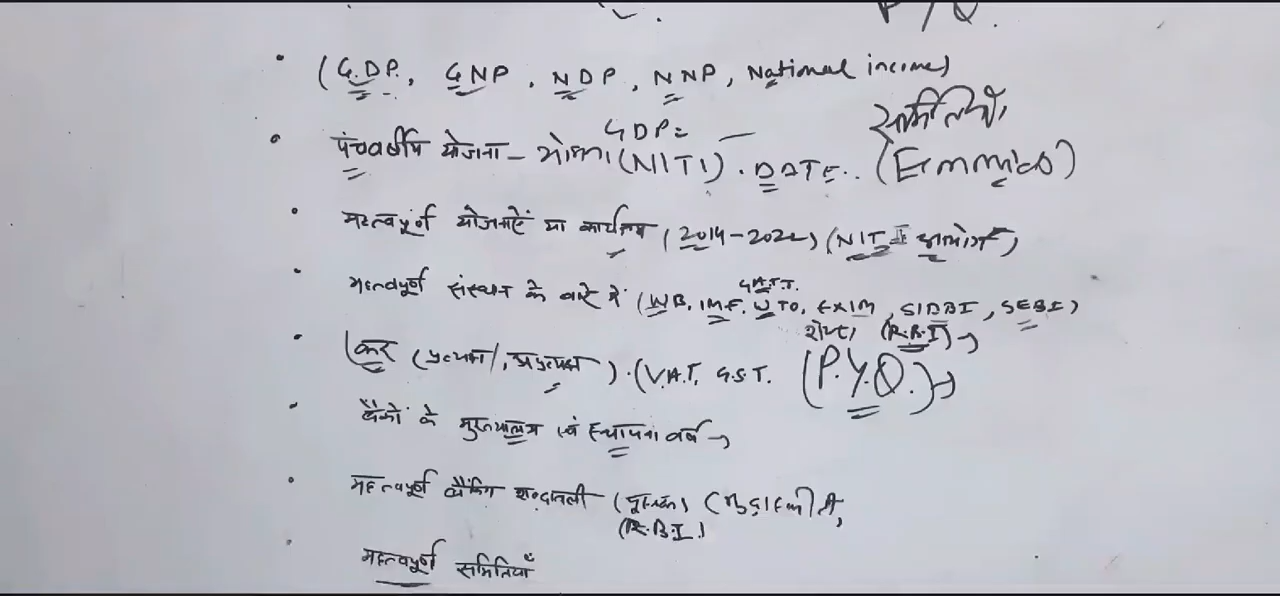 P/Q.
(G.DP., GNP, NDP, NNP, National income)
GDP= समितियाँ
पंचवर्षीय योजना - (NITI). DATE..
महत्वपूर्ण योजनाऐं या कार्यक्रम (2014-2022) (NITI आयोग)
G.A.T.T.
महत्वपूर्ण संस्थान के बारे में (WB, IMF, WTO, EXIM, SIDBI, SEBI)
(R.B.I)
कर (प्रत्यक्ष/अप्रत्यक्ष). (V.A.T, G.S.T. (P.Y.Q.)
बैंकों के मुख्यालय एवं स्थापना वर्ष
महत्वपूर्ण बैंकिंग शब्दावली
(R.B.I.)
महत्वपूर्ण समितियाँ